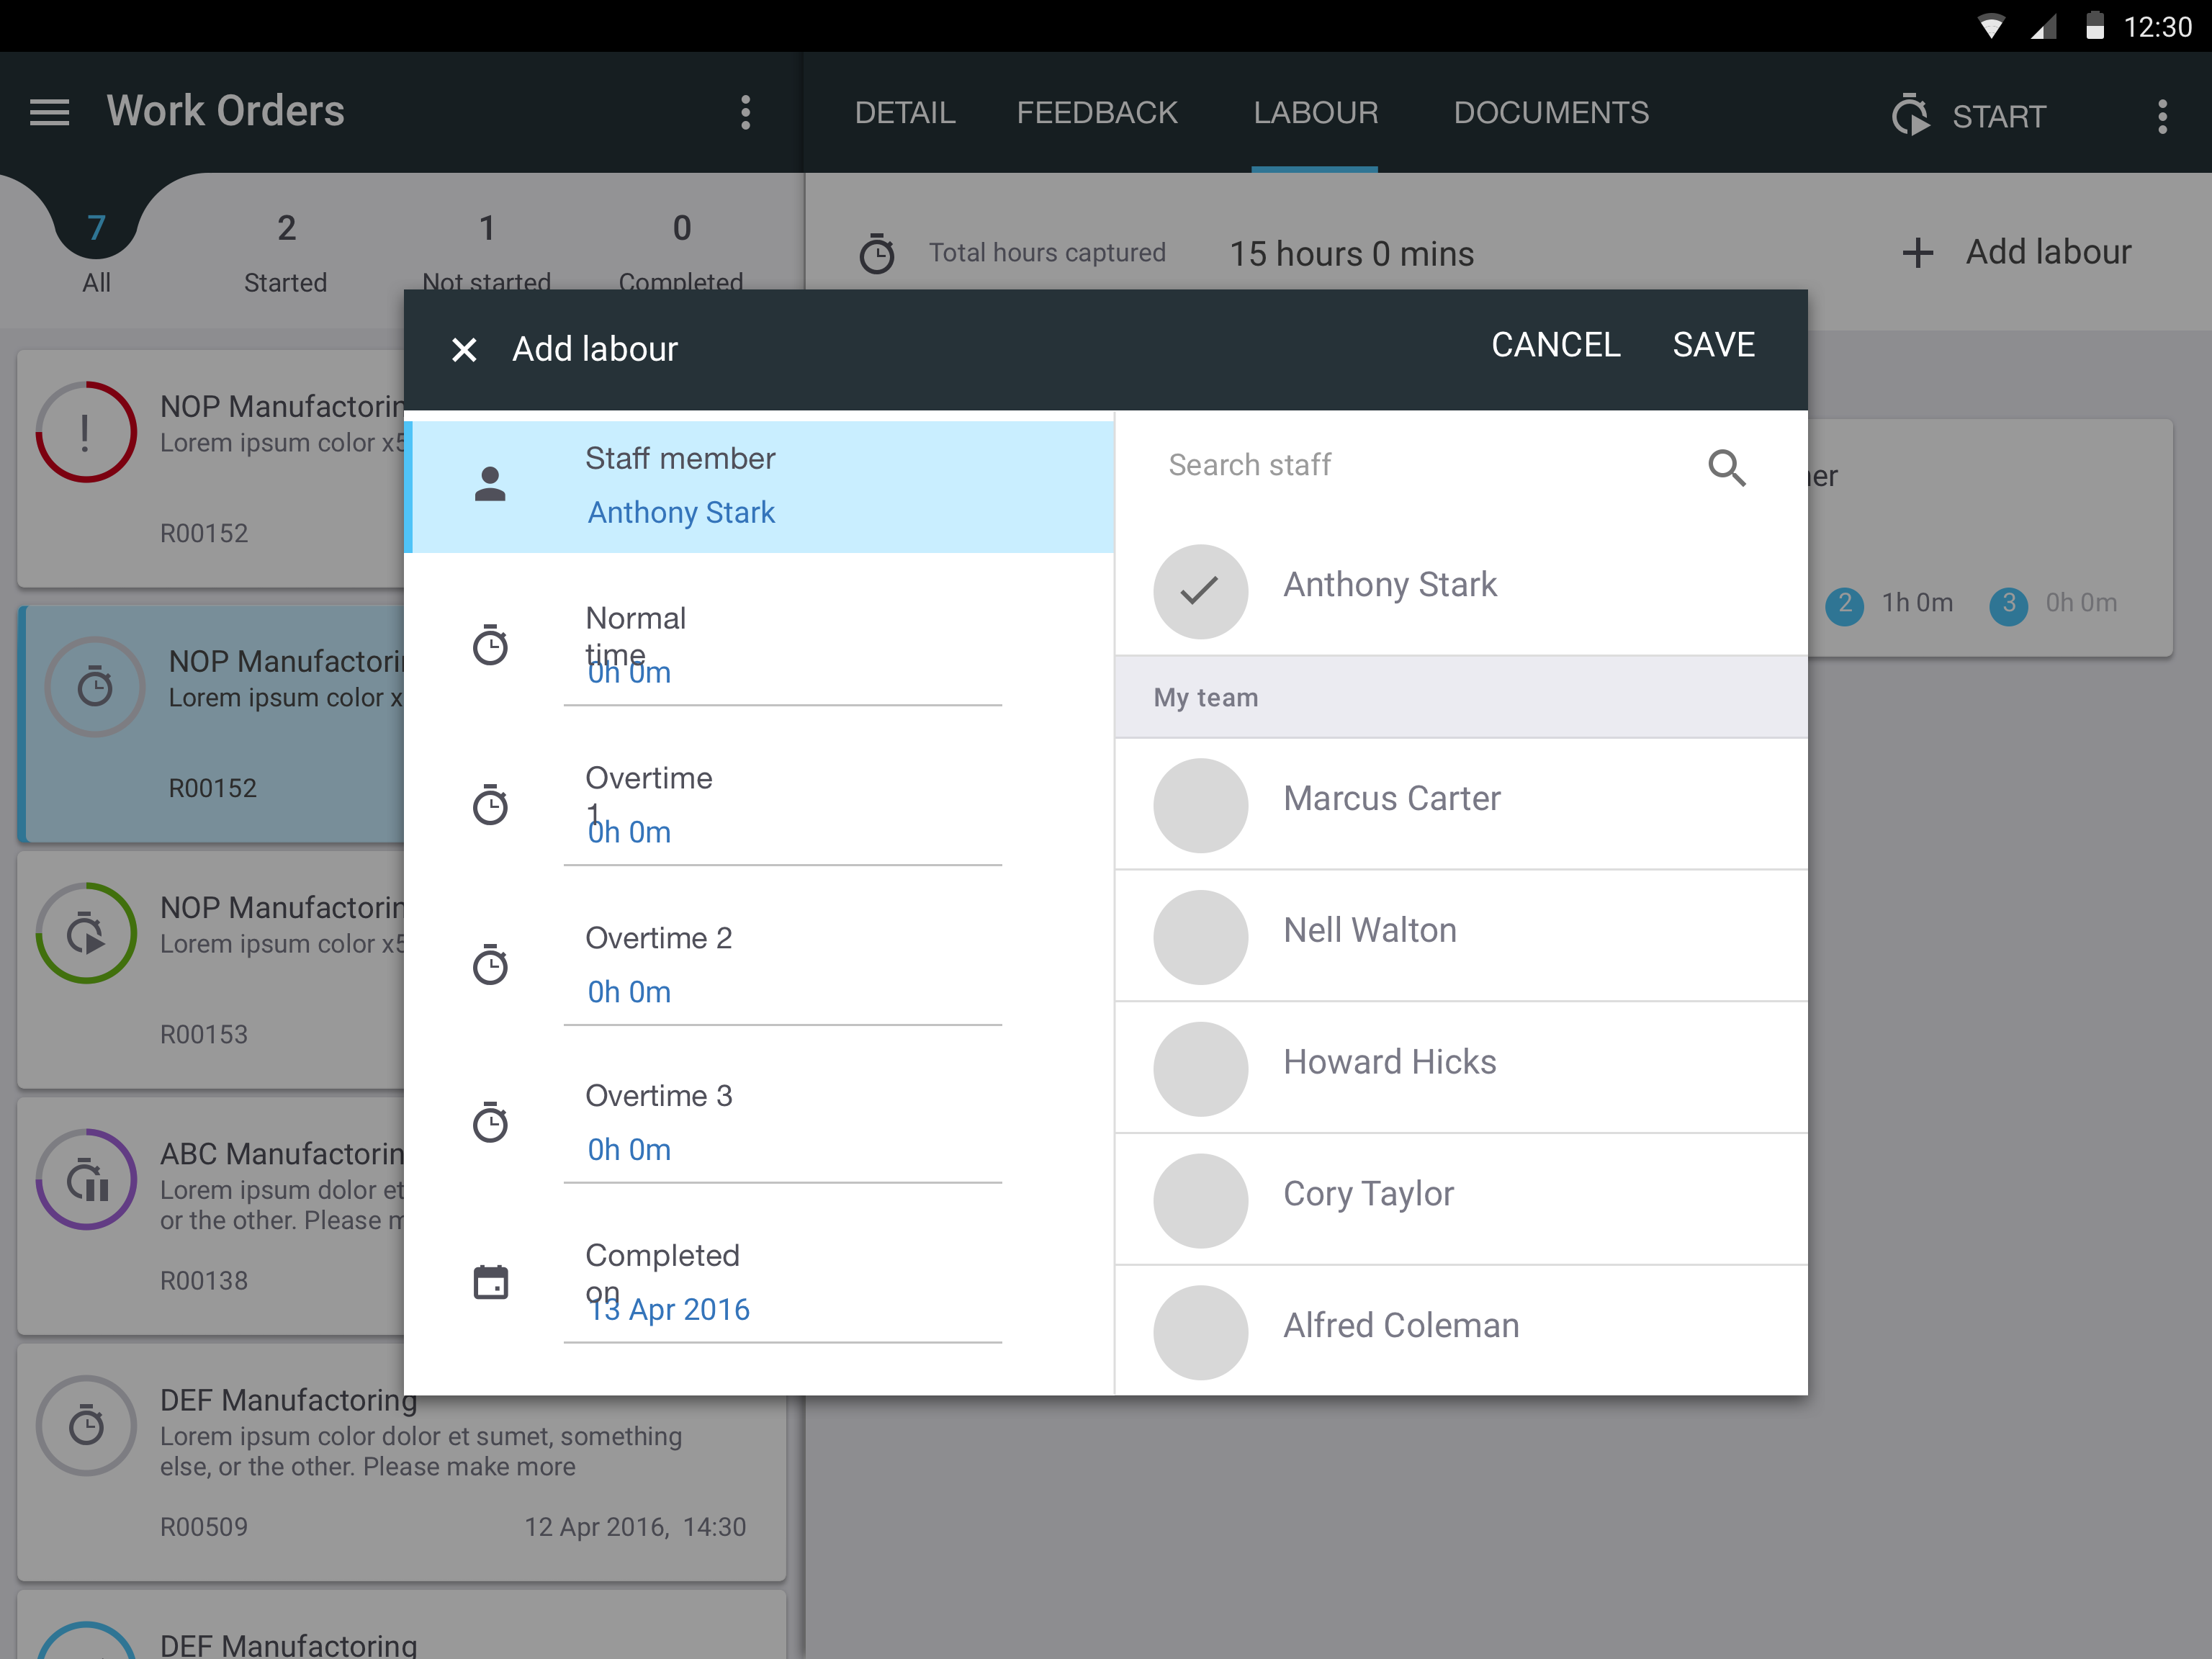 12:30
Work Orders
DETAIL FEEDBACK LABOUR DOCUMENTS START
7 2 1 0
All Started Not started Completed
Total hours captured 15 hours 0 mins Add labour
Add labour CANCEL SAVE
NOP Manufactorin
Lorem ipsum color x5
R00152
NOP Manufactori
Lorem ipsum color x
R00152
NOP Manufactorin
Lorem ipsum color x5
R00153
ABC Manufactorin
Lorem ipsum dolor et
or the other. Please m
R00138
DEF Manufactoring
Lorem ipsum color dolor et sumet, something
else, or the other. Please make more
R00509 12 Apr 2016, 14:30
DEF Manufactoring
Staff member
Anthony Stark
Normal
time
0h 0m
Overtime
1
0h 0m
Overtime 2
0h 0m
Overtime 3
0h 0m
Completed
on
13 Apr 2016
Search staff
Anthony Stark
My team
Marcus Carter
Nell Walton
Howard Hicks
Cory Taylor
Alfred Coleman
er
2 1h 0m 3 0h 0m